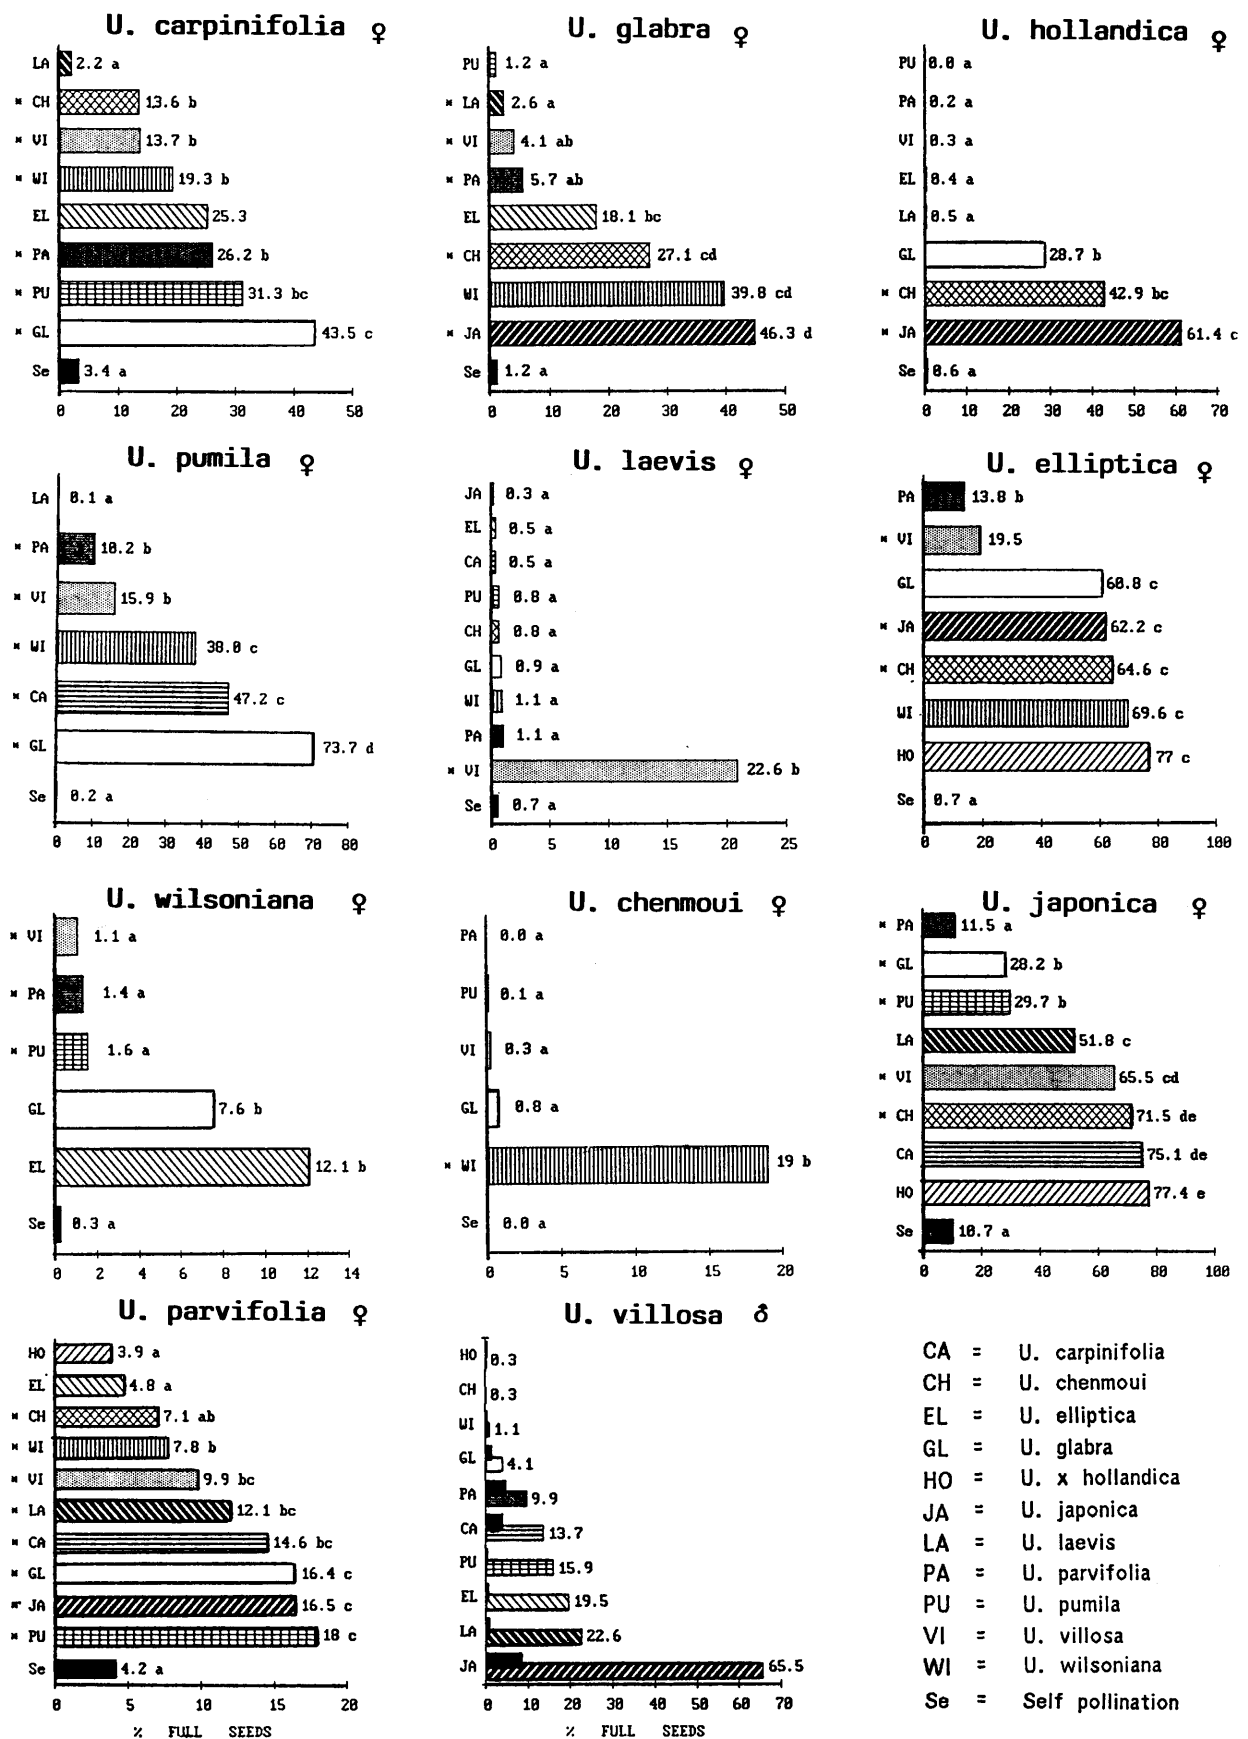 U. carpinifolia ♀
LA 2.2 a
* CH 13.6 b
* VI 13.7 b
* WI 19.3 b
EL 25.3
* PA 26.2 b
* PU 31.3 bc
* GL 43.5 c
Se 3.4 a
0 10 20 30 40 50
U. glabra ♀
PU 1.2 a
* LA 2.6 a
* VI 4.1 ab
* PA 5.7 ab
EL 18.1 bc
* CH 27.1 cd
WI 39.8 cd
* JA 46.3 d
Se 1.2 a
0 10 20 30 40 50
U. hollandica ♀
PU 0.0 a
PA 0.2 a
VI 0.3 a
EL 0.4 a
LA 0.5 a
GL 28.7 b
* CH 42.9 bc
* JA 61.4 c
Se 0.6 a
0 10 20 30 40 50 60 70
U. pumila ♀
LA 0.1 a
* PA 10.2 b
* VI 15.9 b
* WI 38.0 c
* CA 47.2 c
* GL 73.7 d
Se 0.2 a
0 10 20 30 40 50 60 70 80
U. laevis ♀
JA 0.3 a
EL 0.5 a
CA 0.5 a
PU 0.8 a
CH 0.8 a
GL 0.9 a
WI 1.1 a
PA 1.1 a
* VI 22.6 b
Se 0.7 a
0 5 10 15 20 25
U. elliptica ♀
PA 13.8 b
* VI 19.5
GL 60.8 c
* JA 62.2 c
* CH 64.6 c
WI 69.6 c
HO 77 c
Se 0.7 a
0 20 40 60 80 100
U. wilsoniana ♀
* VI 1.1 a
* PA 1.4 a
* PU 1.6 a
GL 7.6 b
EL 12.1 b
Se 0.3 a
0 2 4 6 8 10 12 14
U. chenmoui ♀
PA 0.0 a
PU 0.1 a
VI 0.3 a
GL 0.8 a
* WI 19 b
Se 0.0 a
0 5 10 15 20
U. japonica ♀
* PA 11.5 a
* GL 28.2 b
* PU 29.7 b
LA 51.8 c
* VI 65.5 cd
* CH 71.5 de
CA 75.1 de
HO 77.4 e
Se 10.7 a
0 20 40 60 80 100
U. parvifolia ♀
HO 3.9 a
EL 4.8 a
* CH 7.1 ab
* WI 7.8 b
* VI 9.9 bc
* LA 12.1 bc
* CA 14.6 bc
* GL 16.4 c
* JA 16.5 c
* PU 18 c
Se 4.2 a
0 5 10 15 20
% FULL SEEDS
U. villosa ♂
HO 0.3
CH 0.3
WI 1.1
GL 4.1
PA 9.9
CA 13.7
PU 15.9
EL 19.5
LA 22.6
JA 65.5
0 10 20 30 40 50 60 70
% FULL SEEDS
CA = U. carpinifolia
CH = U. chenmoui
EL = U. elliptica
GL = U. glabra
HO = U. x hollandica
JA = U. japonica
LA = U. laevis
PA = U. parvifolia
PU = U. pumila
VI = U. villosa
WI = U. wilsoniana
Se = Self pollination